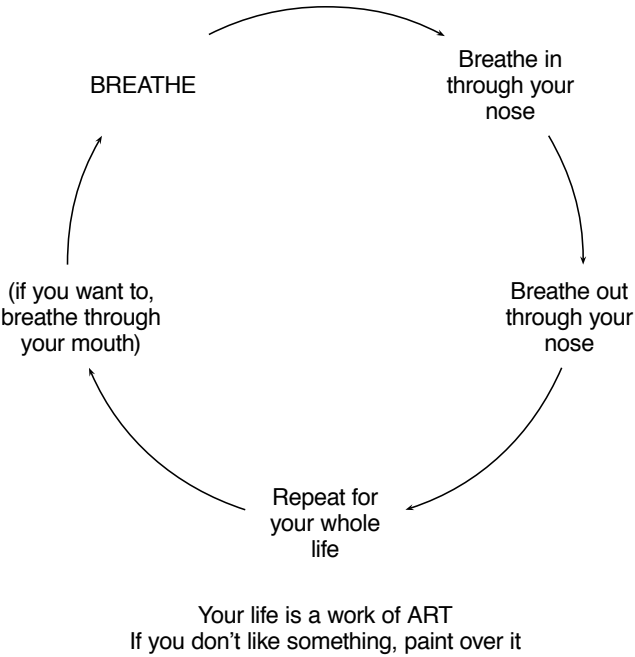 BREATHE
Breathe in
through your
nose
Breathe out
through your
nose
Repeat for
your whole
life
(if you want to,
breathe through
your mouth)
Your life is a work of ART
If you don't like something, paint over it